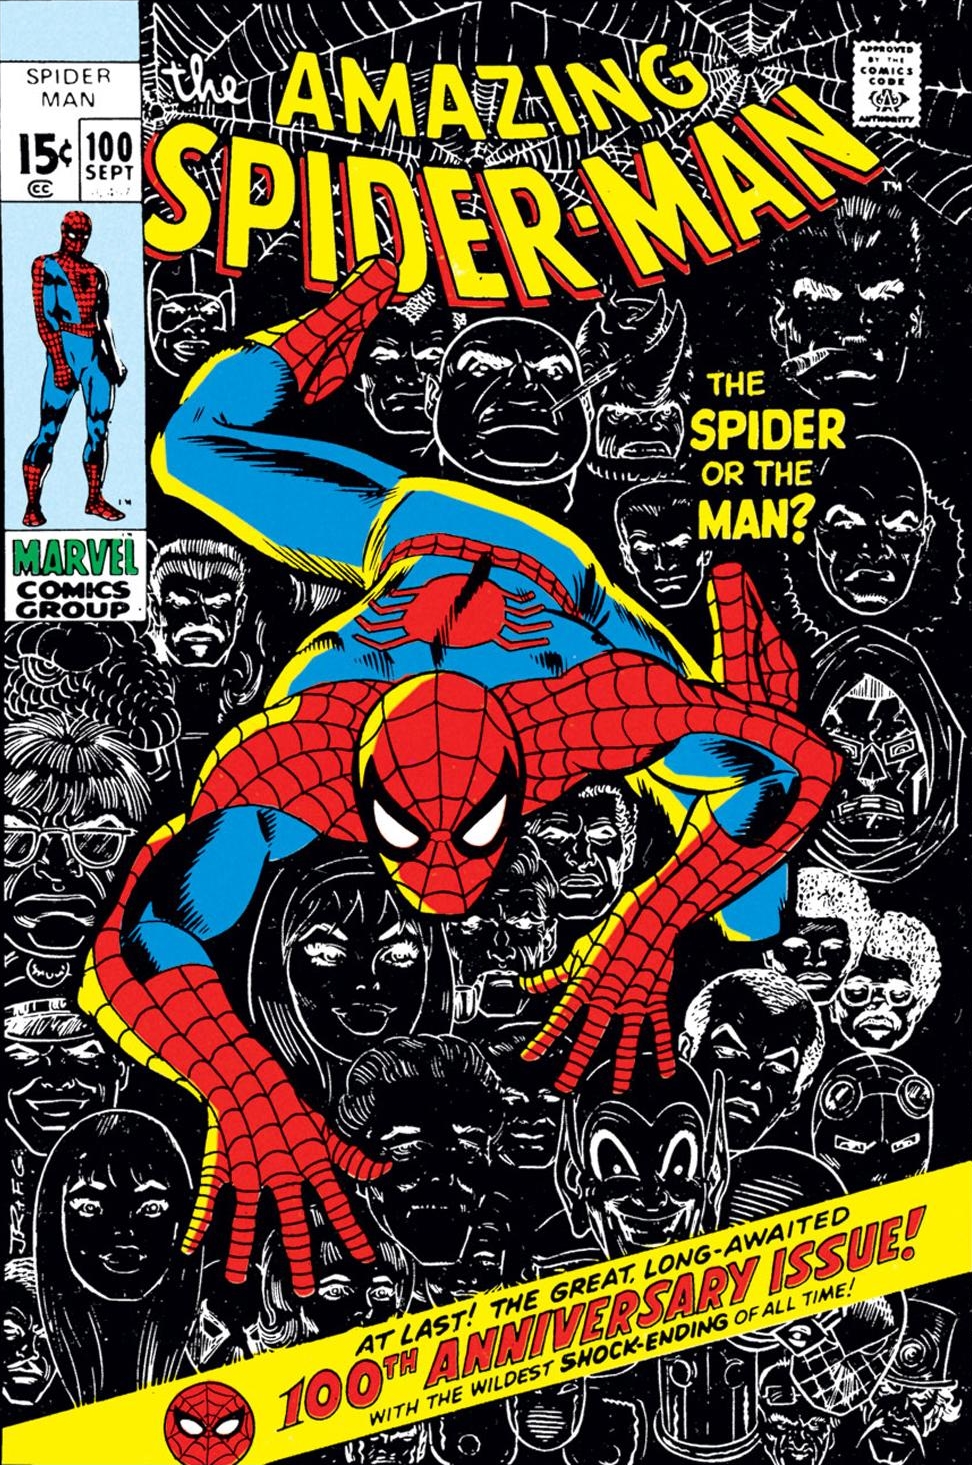 SPIDER
MAN
15¢
100
SEPT
CC
MARVEL
COMICS
GROUP
the
AMAZING
SPIDER-MAN
TM
APPROVED
BY THE
COMICS
CODE
AUTHORITY
THE
SPIDER
OR THE
MAN?
AT LAST! THE GREAT, LONG-AWAITED
100TH ANNIVERSARY ISSUE!
WITH THE WILDEST SHOCK-ENDING OF ALL TIME!